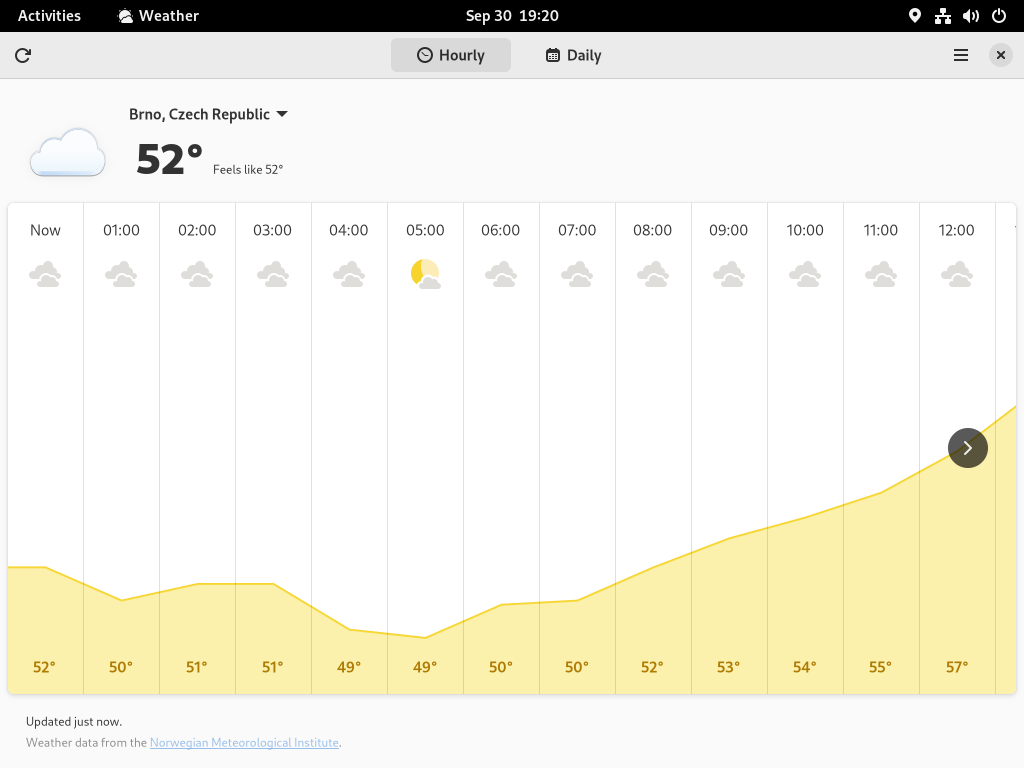 Activities Weather Sep 30 19:20
Hourly Daily
Brno, Czech Republic
52°
Feels like 52°
Now 01:00 02:00 03:00 04:00 05:00 06:00 07:00 08:00 09:00 10:00 11:00 12:00
52° 50° 51° 51° 49° 49° 50° 50° 52° 53° 54° 55° 57°
Updated just now.
Weather data from the Norwegian Meteorological Institute.